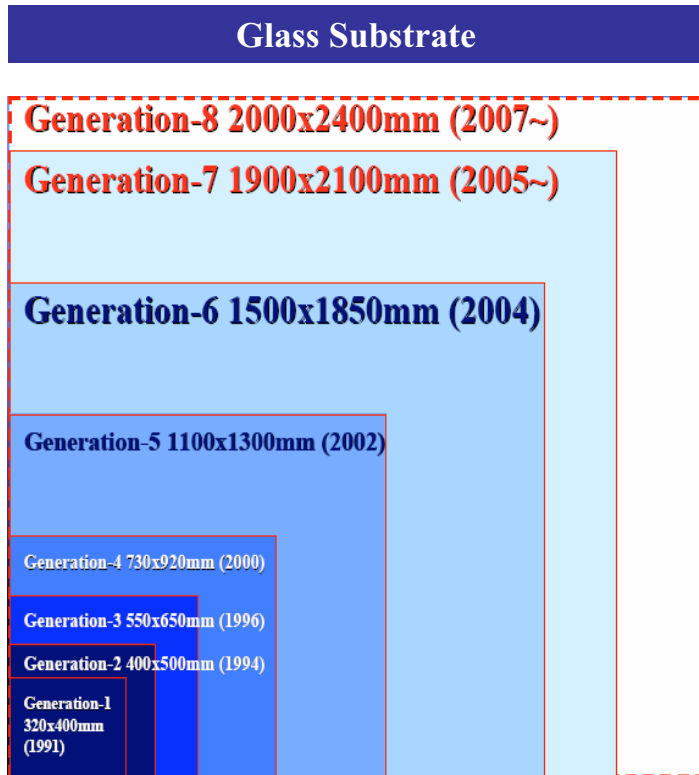 Glass Substrate
Generation-8 2000x2400mm (2007~)
Generation-7 1900x2100mm (2005~)
Generation-6 1500x1850mm (2004)
Generation-5 1100x1300mm (2002)
Generation-4 730x920mm (2000)
Generation-3 550x650mm (1996)
Generation-2 400x500mm (1994)
Generation-1
320x400mm
(1991)